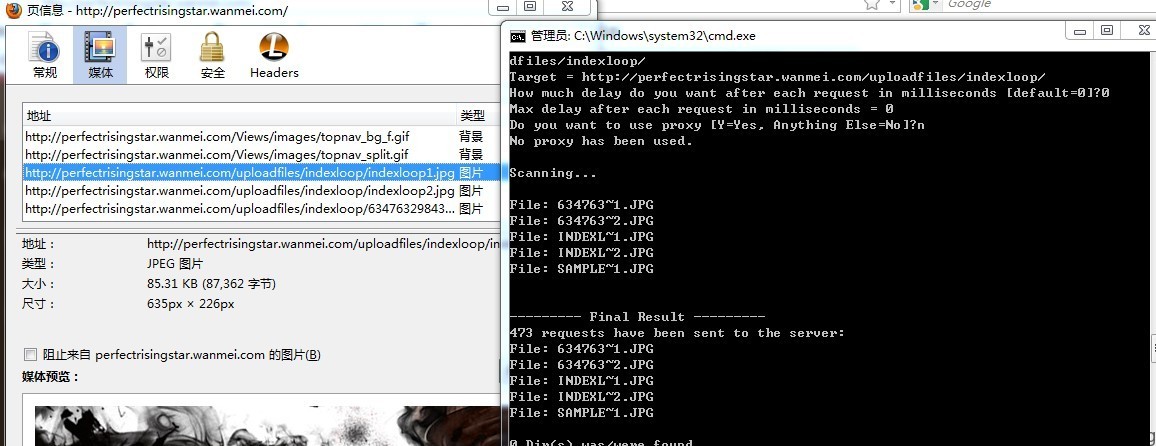 页信息 - http://perfectrisingstar.wanmei.com/
Google
常规
媒体
权限
安全
Headers
地址
类型
http://perfectrisingstar.wanmei.com/Views/images/topnav_bg_f.gif 背景
http://perfectrisingstar.wanmei.com/Views/images/topnav_split.gif 背景
http://perfectrisingstar.wanmei.com/uploadfiles/indexloop/indexloop1.jpg 图片
http://perfectrisingstar.wanmei.com/uploadfiles/indexloop/indexloop2.jpg 图片
http://perfectrisingstar.wanmei.com/uploadfiles/indexloop/63476329843... 图片
地址： http://perfectrisingstar.wanmei.com/uploadfiles/indexloop/in
类型： JPEG 图片
大小： 85.31 KB (87,362 字节)
尺寸： 635px × 226px
阻止来自 perfectrisingstar.wanmei.com 的图片(B)
媒体预览：
管理员: C:\Windows\system32\cmd.exe
dfiles/indexloop/
Target = http://perfectrisingstar.wanmei.com/uploadfiles/indexloop/
How much delay do you want after each request in milliseconds [default=0]?0
Max delay after each request in milliseconds = 0
Do you want to use proxy [Y=Yes, Anything Else=No]?n
No proxy has been used.
Scanning...
File: 634763~1.JPG
File: 634763~2.JPG
File: INDEXL~1.JPG
File: INDEXL~2.JPG
File: SAMPLE~1.JPG
--------- Final Result ---------
473 requests have been sent to the server:
File: 634763~1.JPG
File: 634763~2.JPG
File: INDEXL~1.JPG
File: INDEXL~2.JPG
File: SAMPLE~1.JPG
0 Dir(s) was/were found